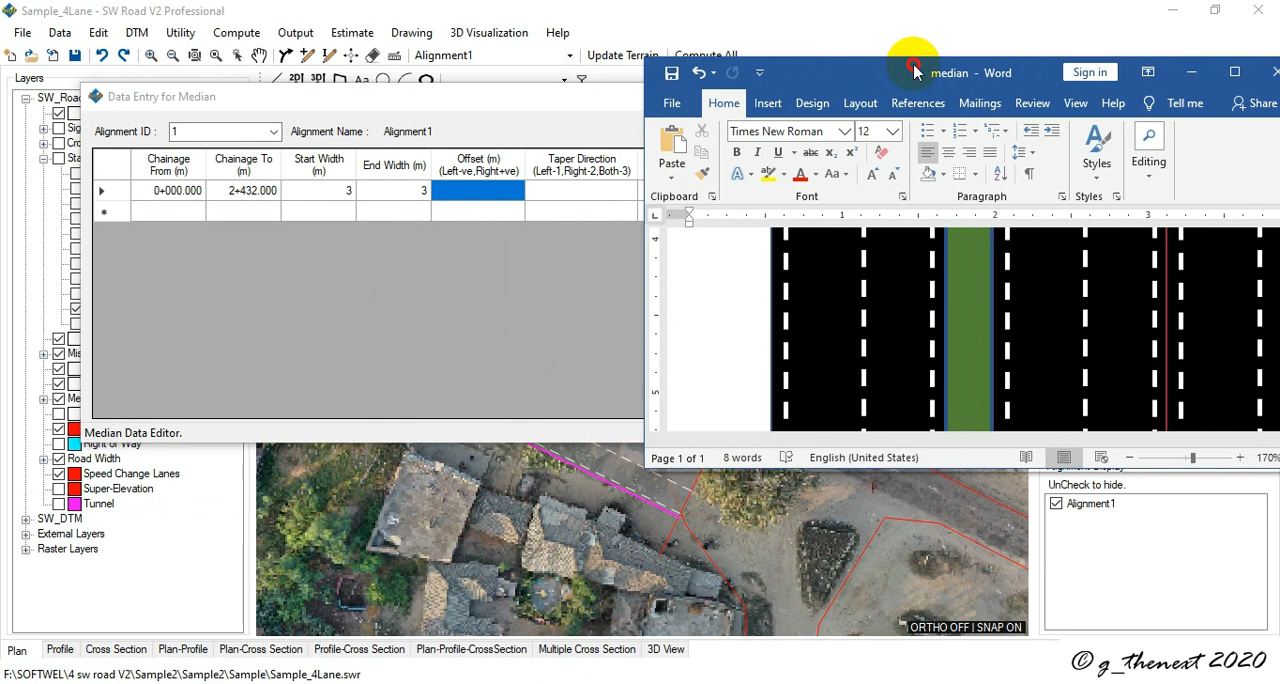 Sample_4Lane - SW Road V2 Professional
File Data Edit DTM Utility Compute Output Estimate Drawing 3D Visualization Help
Alignment1 Update Terrain Compute All
Layers
SW_Road
Data Entry for Median
Alignment ID : 1 Alignment Name : Alignment1
Chainage From (m) Chainage To (m) Start Width (m) End Width (m) Offset (m) (Left-ve,Right+ve) Taper Direction (Left-1,Right-2,Both-3)
0+000.000 2+432.000 3 3
Median Data Editor.
Right of Way
Road Width
Speed Change Lanes
Super-Elevation
Tunnel
SW_DTM
External Layers
Raster Layers
median - Word
Sign in
File Home Insert Design Layout References Mailings Review View Help Tell me Share
Times New Roman 12
Paste
Styles
Editing
Clipboard Font Paragraph Styles
1 2 3
4
5
Page 1 of 1 8 words English (United States) 170%
UnCheck to hide.
Alignment1
ORTHO OFF | SNAP ON
Plan Profile Cross Section Plan-Profile Plan-Cross Section Profile-Cross Section Plan-Profile-CrossSection Multiple Cross Section 3D View
F:\SOFTWEL\4 sw road V2\Sample2\Sample2\Sample\Sample_4Lane.swr
© g_thenext 2020